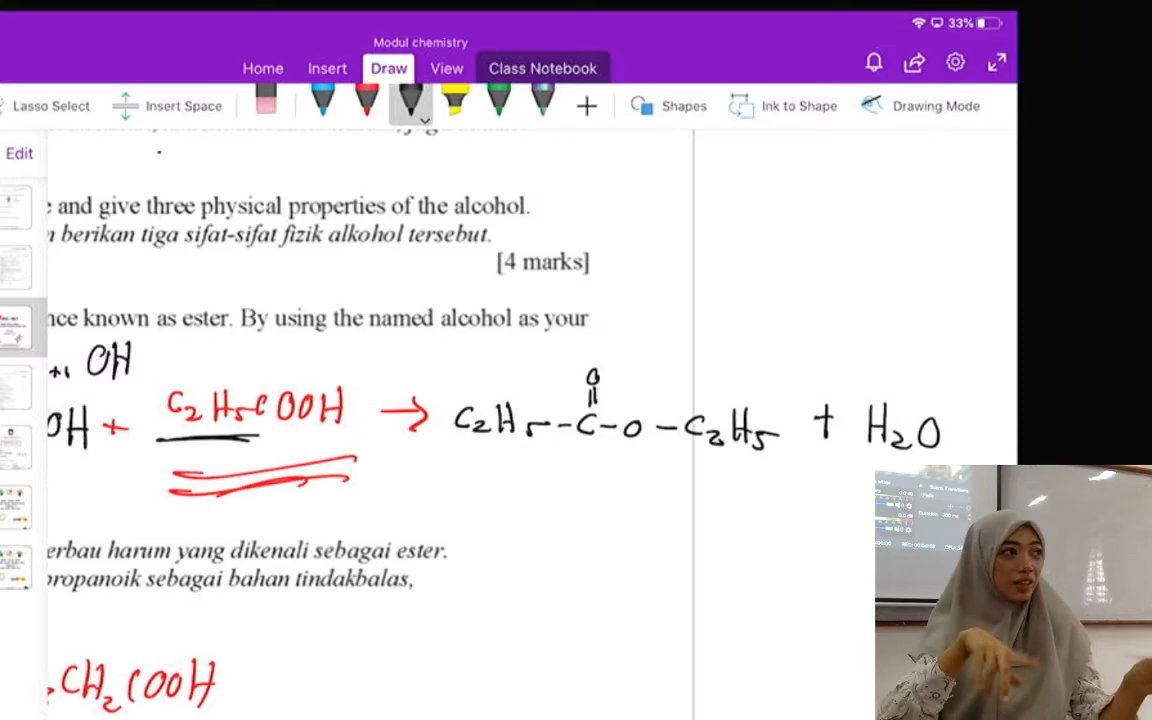 33%
Modul chemistry
Home Insert Draw View Class Notebook
Lasso Select Insert Space Shapes Ink to Shape Drawing Mode
Edit
and give three physical properties of the alcohol.
berikan tiga sifat-sifat fizik alkohol tersebut.
[4 marks]
nce known as ester. By using the named alcohol as your
+1 OH
OH + C2H5COOH → C2H5-C-O-C2H5 + H2O
O
erbau harum yang dikenali sebagai ester.
propanoik sebagai bahan tindakbalas,
CH2COOH